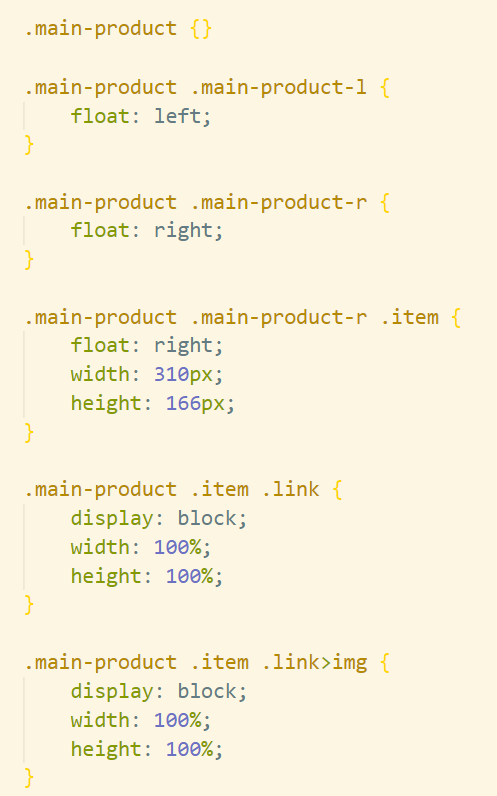 .main-product {}

.main-product .main-product-l {
    float: left;
}

.main-product .main-product-r {
    float: right;
}

.main-product .main-product-r .item {
    float: right;
    width: 310px;
    height: 166px;
}

.main-product .item .link {
    display: block;
    width: 100%;
    height: 100%;
}

.main-product .item .link>img {
    display: block;
    width: 100%;
    height: 100%;
}